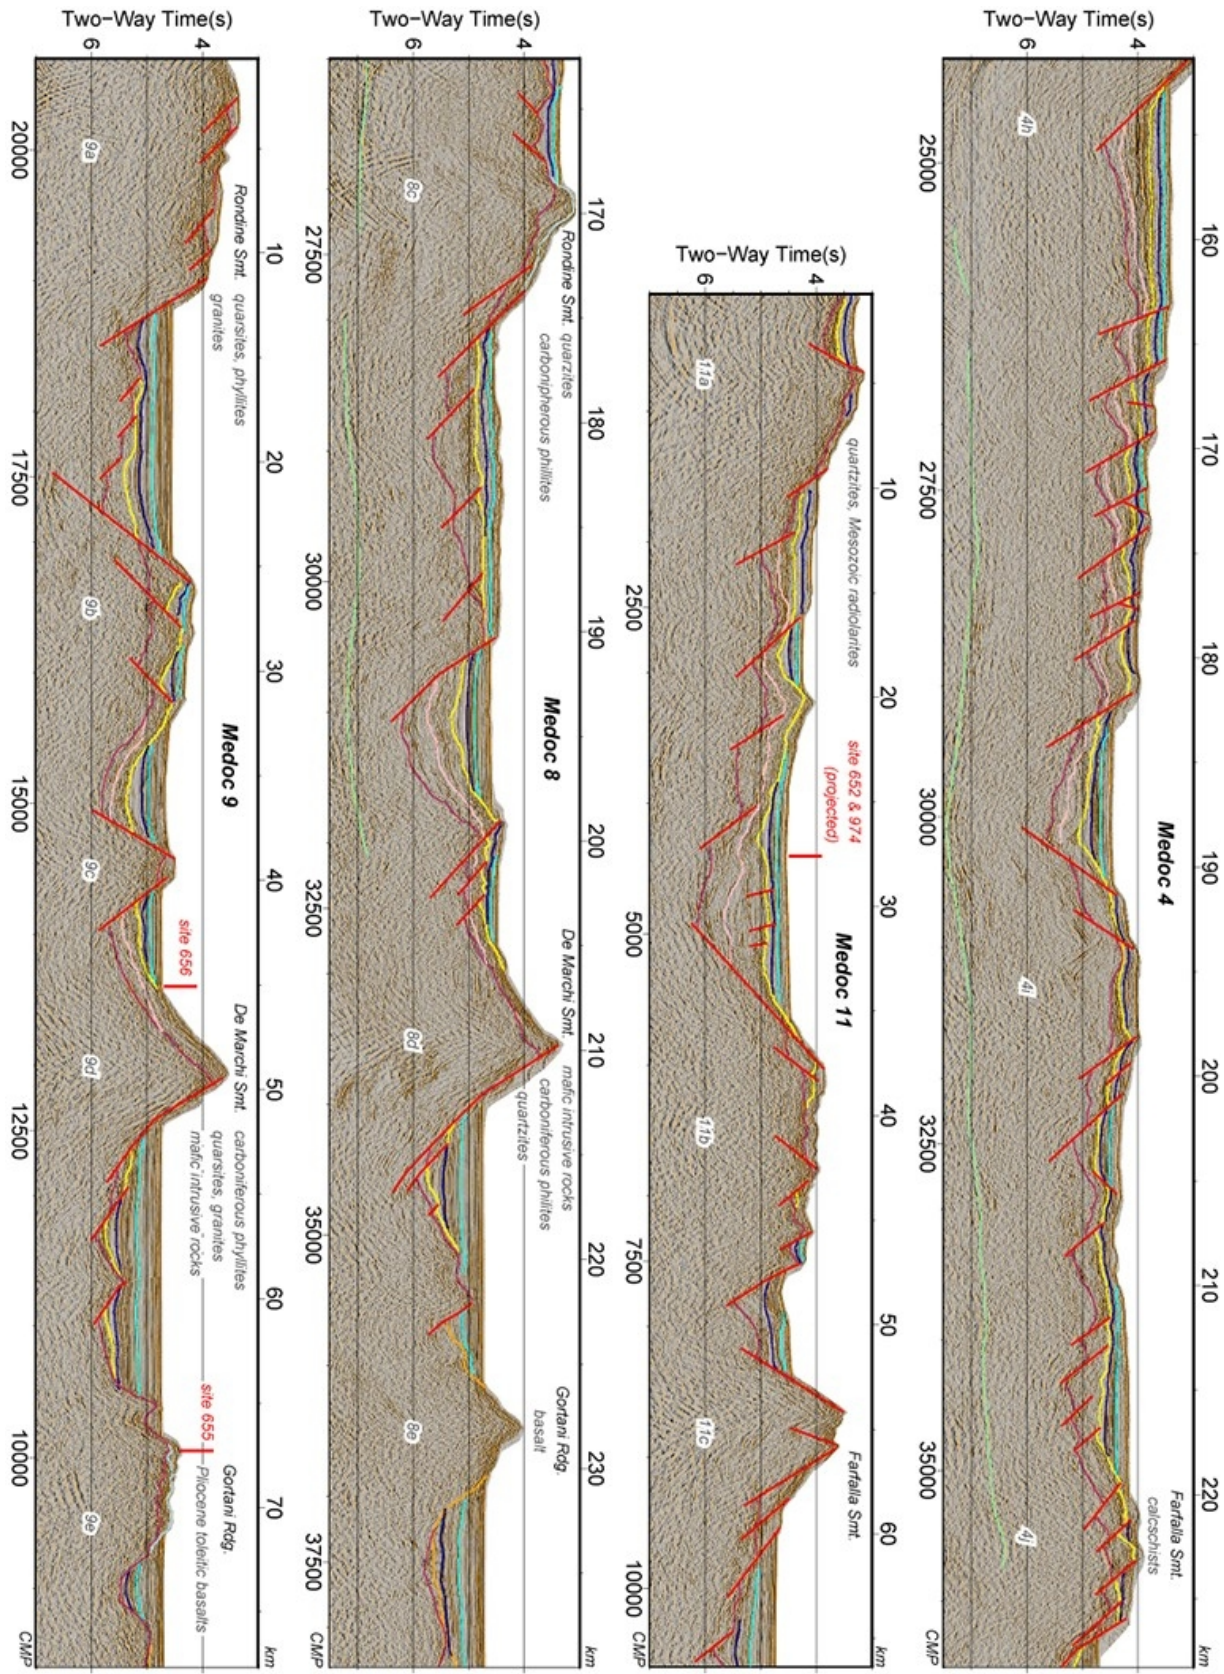 Two-Way Time(s)
6
4
4h
4i
4j
250000
27500
30000
32500
35000
CMP
160
170
180
190
200
210
220
km
Medoc 4
Farfalla Smt.
calcschists
Two-Way Time(s)
6
4
11a
11b
11c
2500
5000
7500
10000
CMP
10
20
30
40
50
60
km
quartzites, Mesozoic radiolarites
site 652 & 974
(projected)
Medoc 11
Farfalla Smt.
Two-Way Time(s)
6
4
8c
8d
8e
27500
30000
32500
35000
37500
CMP
170
180
190
200
210
220
230
km
Rondine Smt. quarzites
carbonipherous phillites
Medoc 8
De Marchi Smt. mafic intrusive rocks
carboniferous philites
quartzites
Gortani Rdg.
basalt
Two-Way Time(s)
6
4
9a
9b
9c
9d
9e
20000
17500
15000
12500
10000
CMP
10
20
30
40
50
60
70
km
Rondine Smt. quarsites, phyllites
granites
Medoc 9
site 656
De Marchi Smt. carboniferous phyllites
quarsites, granites
mafic intrusive rocks
site 655
Gortani Rdg.
Pliocene toleitic basalts